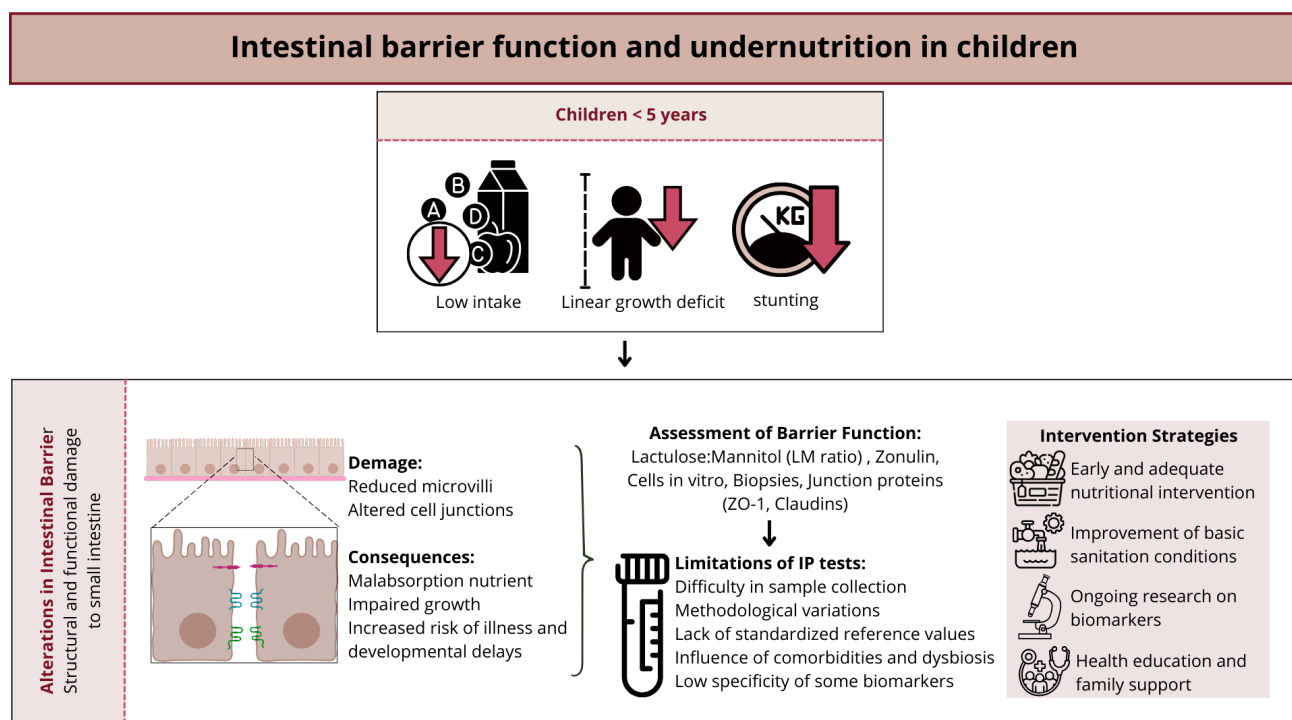 Intestinal barrier function and undernutrition in children
Children < 5 years
B
A
D
C
KG
Low intake
Linear growth deficit
stunting
Alterations in Intestinal Barrier
Structural and functional damage
to small intestine
Demage:
Reduced microvilli
Altered cell junctions
Consequences:
Malabsorption nutrient
Impaired growth
Increased risk of illness and
developmental delays
Assessment of Barrier Function:
Lactulose:Mannitol (LM ratio) , Zonulin,
Cells in vitro, Biopsies, Junction proteins
(ZO-1, Claudins)
Limitations of IP tests:
Difficulty in sample collection
Methodological variations
Lack of standardized reference values
Influence of comorbidities and dysbiosis
Low specificity of some biomarkers
Intervention Strategies
Early and adequate
nutritional intervention
Improvement of basic
sanitation conditions
Ongoing research on
biomarkers
Health education and
family support